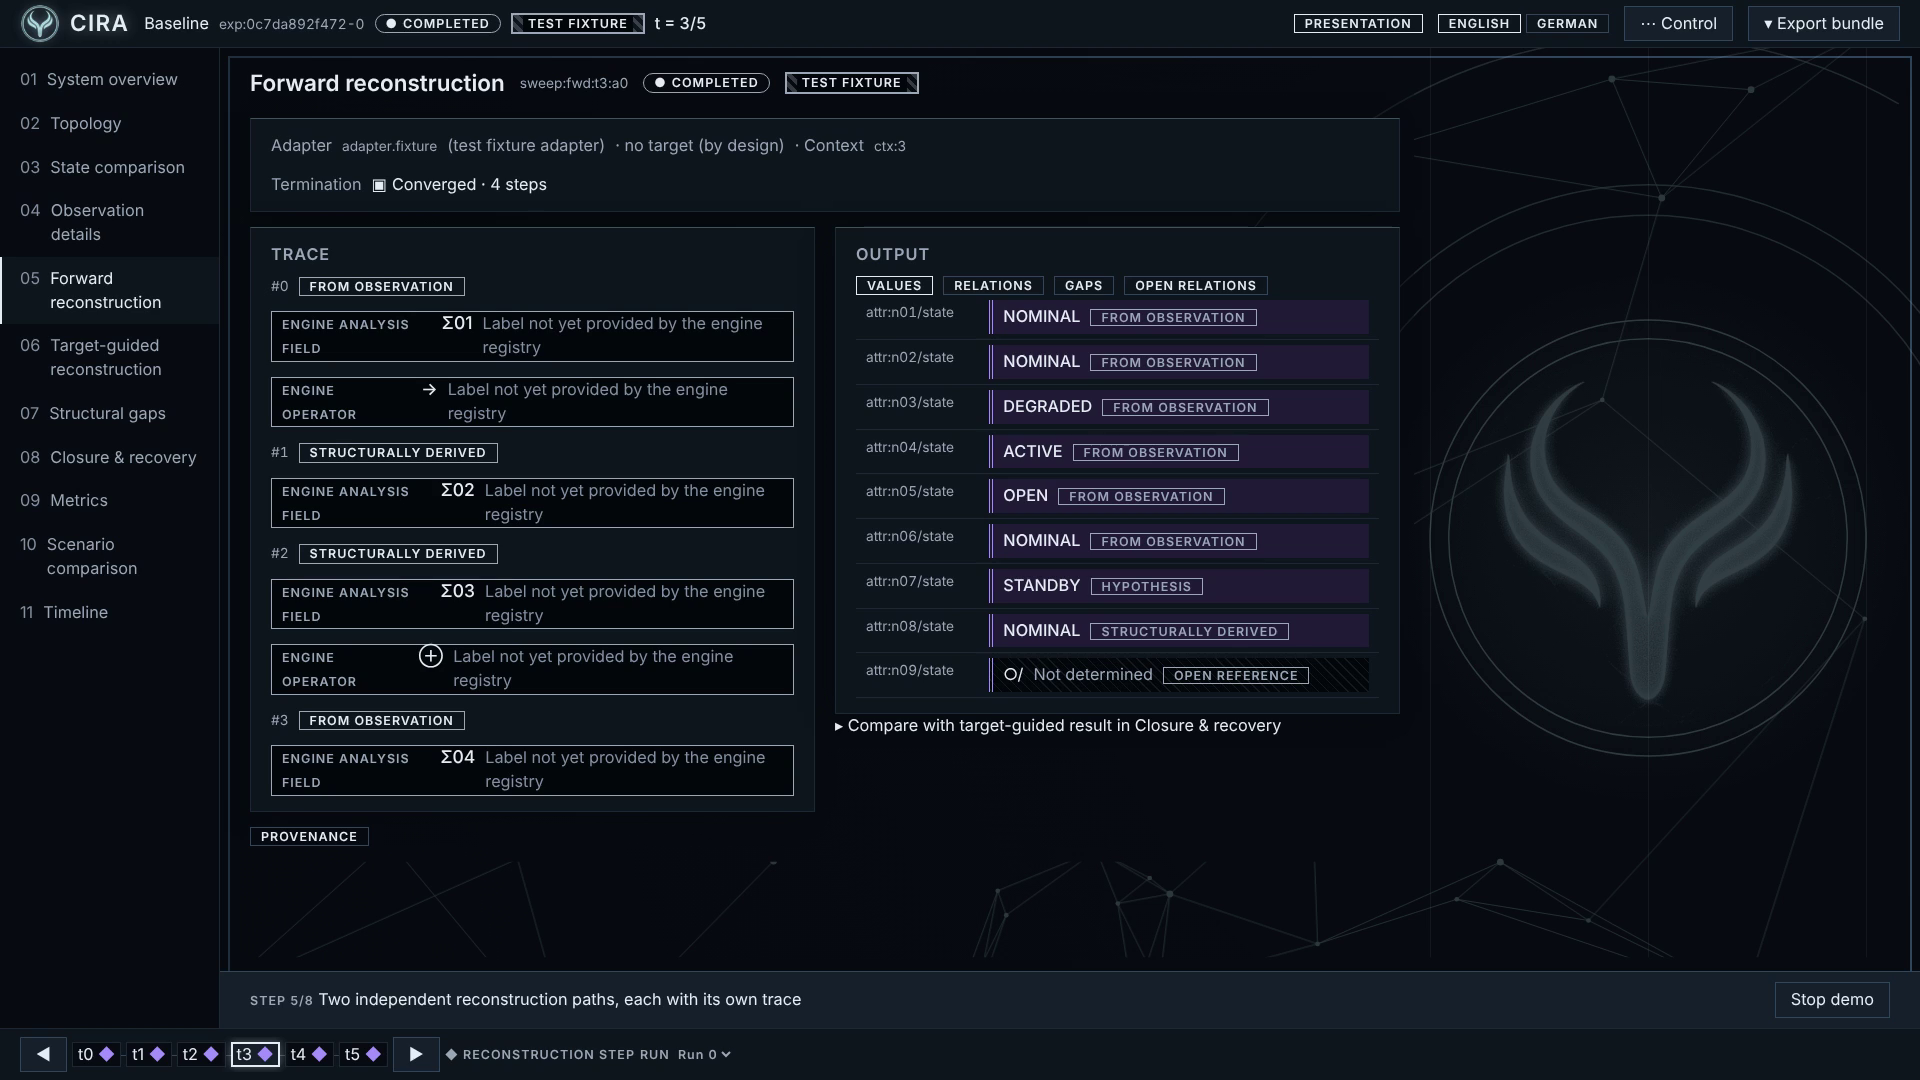 CIRA Baseline exp:0c7da892f472-0 COMPLETED TEST FIXTURE t = 3/5 PRESENTATION ENGLISH GERMAN ··· Control ▾ Export bundle
01 System overview
02 Topology
03 State comparison
04 Observation
details
05 Forward
reconstruction
06 Target-guided
reconstruction
07 Structural gaps
08 Closure & recovery
09 Metrics
10 Scenario
comparison
11 Timeline
Forward reconstruction sweep:fwd:t3:a0 COMPLETED TEST FIXTURE
Adapter adapter.fixture (test fixture adapter) · no target (by design) · Context ctx:3
Termination ▣ Converged · 4 steps
TRACE
#0 FROM OBSERVATION
ENGINE ANALYSIS FIELD Σ01 Label not yet provided by the engine
registry
ENGINE OPERATOR → Label not yet provided by the engine
registry
#1 STRUCTURALLY DERIVED
ENGINE ANALYSIS FIELD Σ02 Label not yet provided by the engine
registry
#2 STRUCTURALLY DERIVED
ENGINE ANALYSIS FIELD Σ03 Label not yet provided by the engine
registry
ENGINE OPERATOR ⊕ Label not yet provided by the engine
registry
#3 FROM OBSERVATION
ENGINE ANALYSIS FIELD Σ04 Label not yet provided by the engine
registry
PROVENANCE
OUTPUT
VALUES RELATIONS GAPS OPEN RELATIONS
attr:n01/state NOMINAL FROM OBSERVATION
attr:n02/state NOMINAL FROM OBSERVATION
attr:n03/state DEGRADED FROM OBSERVATION
attr:n04/state ACTIVE FROM OBSERVATION
attr:n05/state OPEN FROM OBSERVATION
attr:n06/state NOMINAL FROM OBSERVATION
attr:n07/state STANDBY HYPOTHESIS
attr:n08/state NOMINAL STRUCTURALLY DERIVED
attr:n09/state O/ Not determined OPEN REFERENCE
▸ Compare with target-guided result in Closure & recovery
STEP 5/8 Two independent reconstruction paths, each with its own trace Stop demo
◀ t0 ◆ t1 ◆ t2 ◆ t3 ◆ t4 ◆ t5 ◆ ▶ ◆ RECONSTRUCTION STEP RUN Run 0